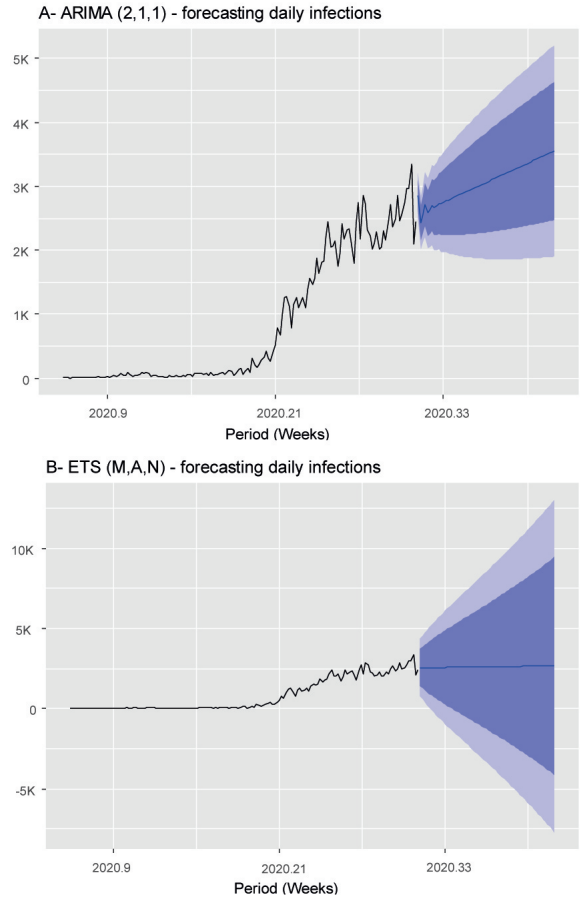 A- ARIMA (2,1,1) - forecasting daily infections
5K
4K
3K
2K
1K
0
2020.9 2020.21 2020.33
Period (Weeks)
B- ETS (M,A,N) - forecasting daily infections
10K
5K
0
-5K
2020.9 2020.21 2020.33
Period (Weeks)